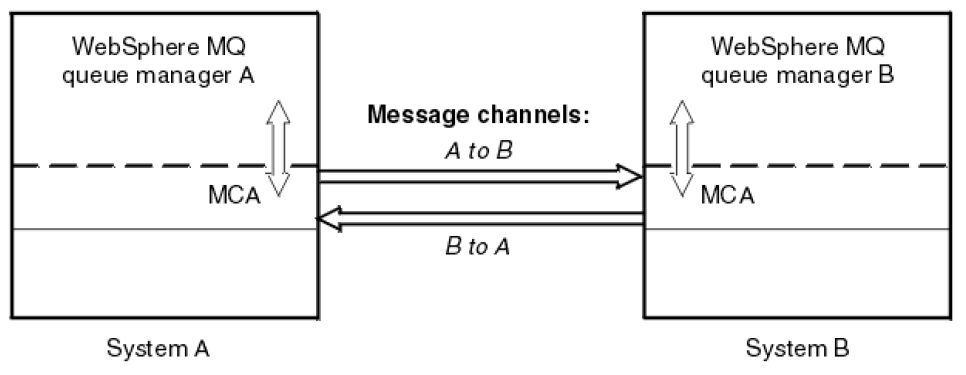 WebSphere MQ
queue manager A
WebSphere MQ
queue manager B
Message channels:
A to B
MCA
MCA
B to A
System A
System B